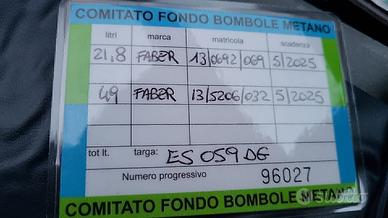 COMITATO FONDO BOMBOLE METANO
litri marca matricola scadenza
21,8 FABER 13/0692/069 5/2025
49 FABER 13/5206/032 5/2025
tot lt. targa: ES 059 DG
Numero progressivo 96027
COMITATO FONDO BOMBOLE METANO